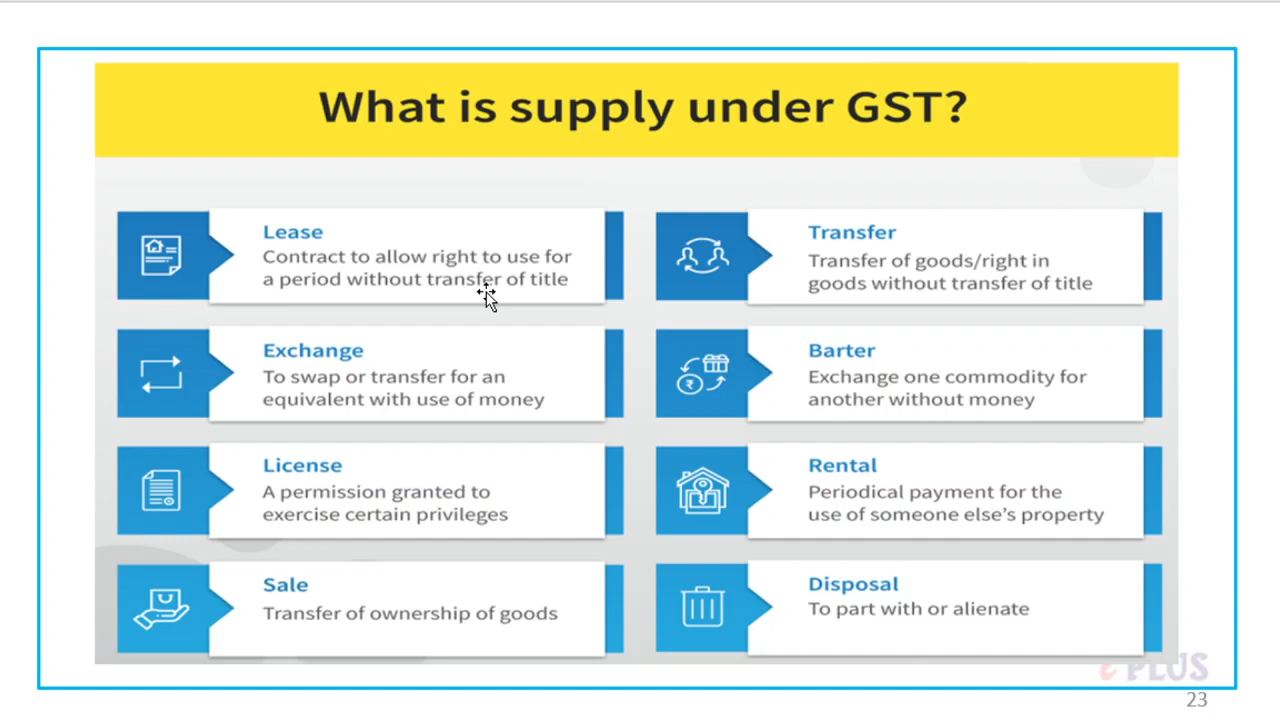 What is supply under GST?
Lease
Contract to allow right to use for
a period without transfer of title
Transfer
Transfer of goods/right in
goods without transfer of title
Exchange
To swap or transfer for an
equivalent with use of money
Barter
Exchange one commodity for
another without money
License
A permission granted to
exercise certain privileges
Rental
Periodical payment for the
use of someone else's property
Sale
Transfer of ownership of goods
Disposal
To part with or alienate
e PLUS
23